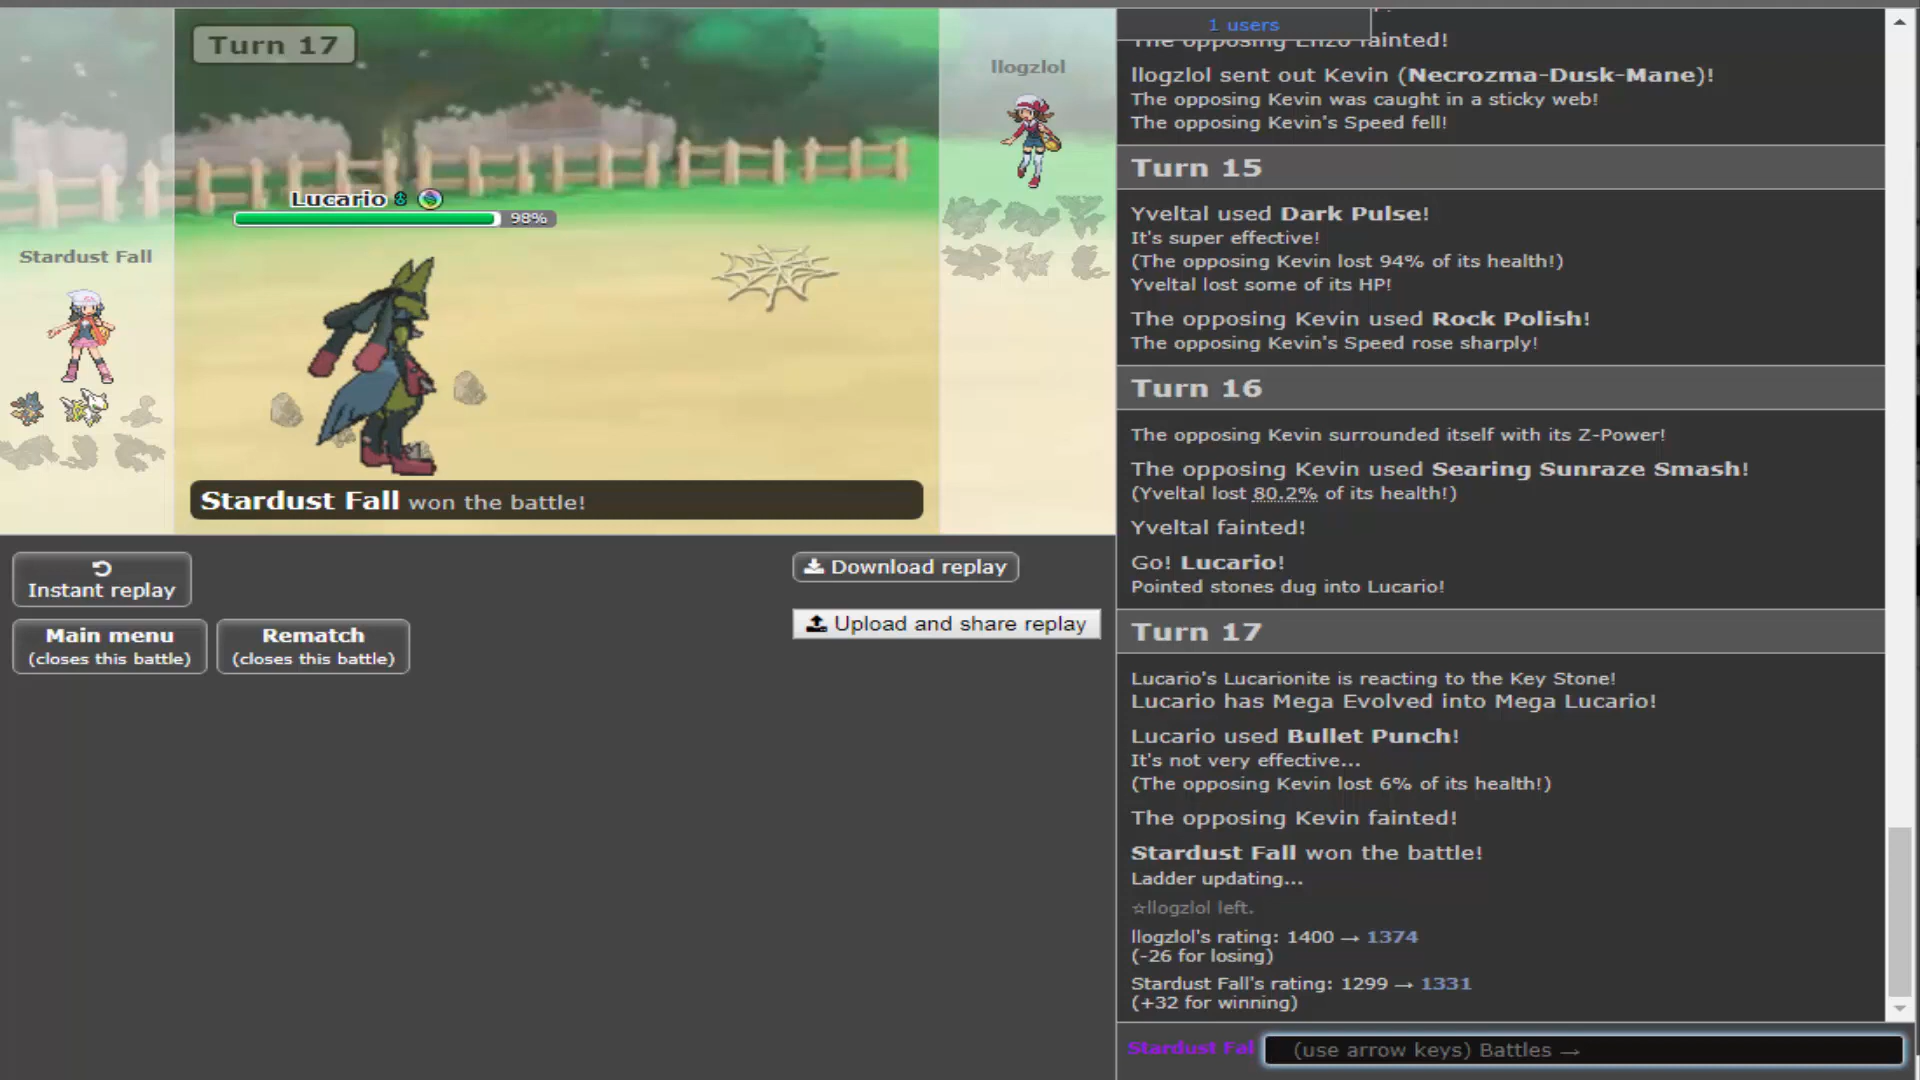 Turn 17
llogzlol
Lucario
98%
Stardust Fall
Stardust Fall won the battle!
Instant replay
Download replay
Upload and share replay
Main menu
(closes this battle)
Rematch
(closes this battle)
1 users
The opposing Enzo fainted!
llogzlol sent out Kevin (Necrozma-Dusk-Mane)!
The opposing Kevin was caught in a sticky web!
The opposing Kevin's Speed fell!
Turn 15
Yveltal used Dark Pulse!
It's super effective!
(The opposing Kevin lost 94% of its health!)
Yveltal lost some of its HP!
The opposing Kevin used Rock Polish!
The opposing Kevin's Speed rose sharply!
Turn 16
The opposing Kevin surrounded itself with its Z-Power!
The opposing Kevin used Searing Sunraze Smash!
(Yveltal lost 80.2% of its health!)
Yveltal fainted!
Go! Lucario!
Pointed stones dug into Lucario!
Turn 17
Lucario's Lucarionite is reacting to the Key Stone!
Lucario has Mega Evolved into Mega Lucario!
Lucario used Bullet Punch!
It's not very effective...
(The opposing Kevin lost 6% of its health!)
The opposing Kevin fainted!
Stardust Fall won the battle!
Ladder updating...
☆llogzlol left.
llogzlol's rating: 1400 → 1374
(-26 for losing)
Stardust Fall's rating: 1299 → 1331
(+32 for winning)
Stardust Fal (use arrow keys) Battles →